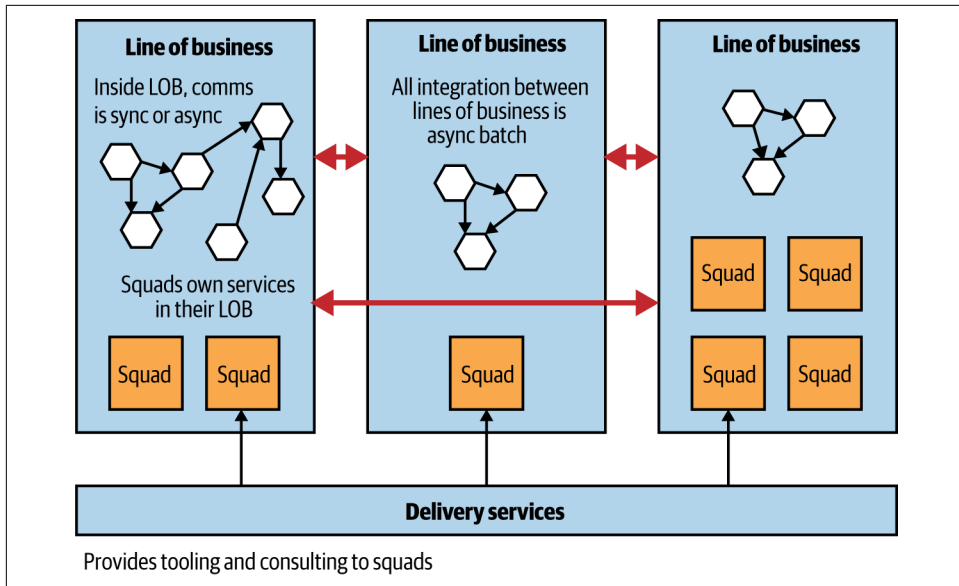 Line of business
Inside LOB, comms
is sync or async
Squads own services
in their LOB
Squad
Squad
Line of business
All integration between
lines of business is
async batch
Squad
Line of business
Squad
Squad
Squad
Squad
Delivery services
Provides tooling and consulting to squads